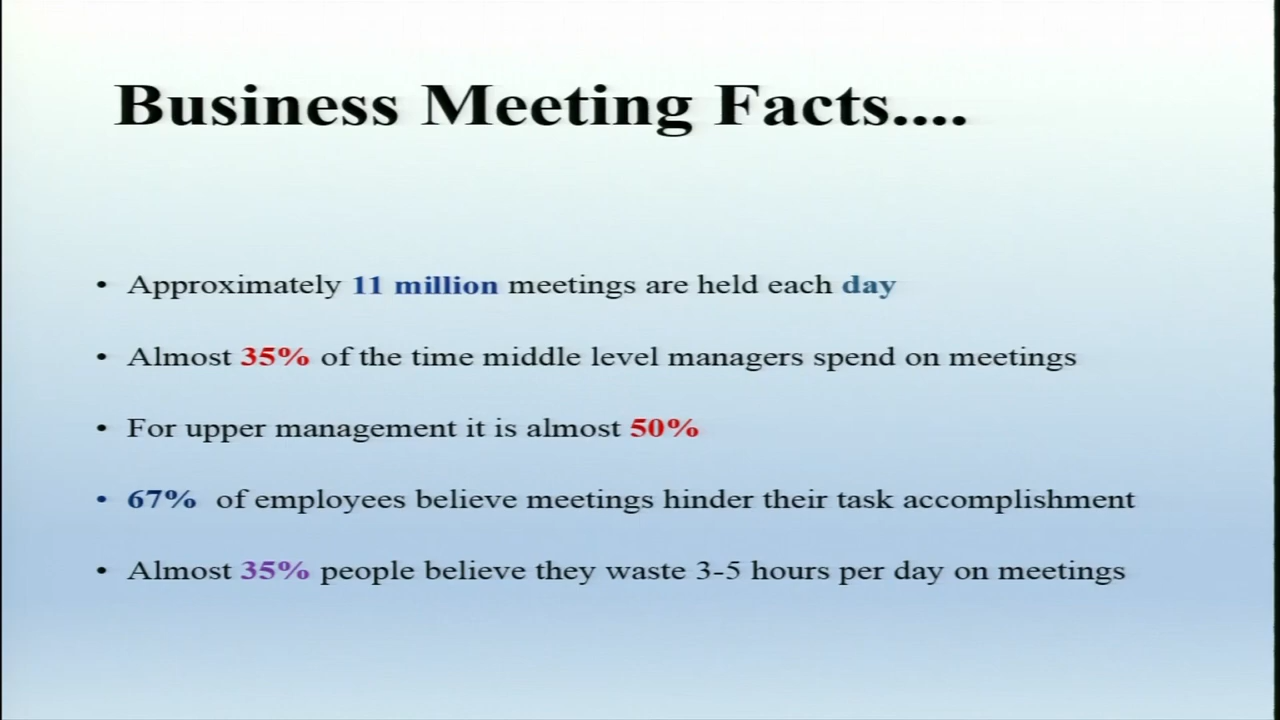 Business Meeting Facts....
• Approximately 11 million meetings are held each day
• Almost 35% of the time middle level managers spend on meetings
• For upper management it is almost 50%
• 67% of employees believe meetings hinder their task accomplishment
• Almost 35% people believe they waste 3-5 hours per day on meetings